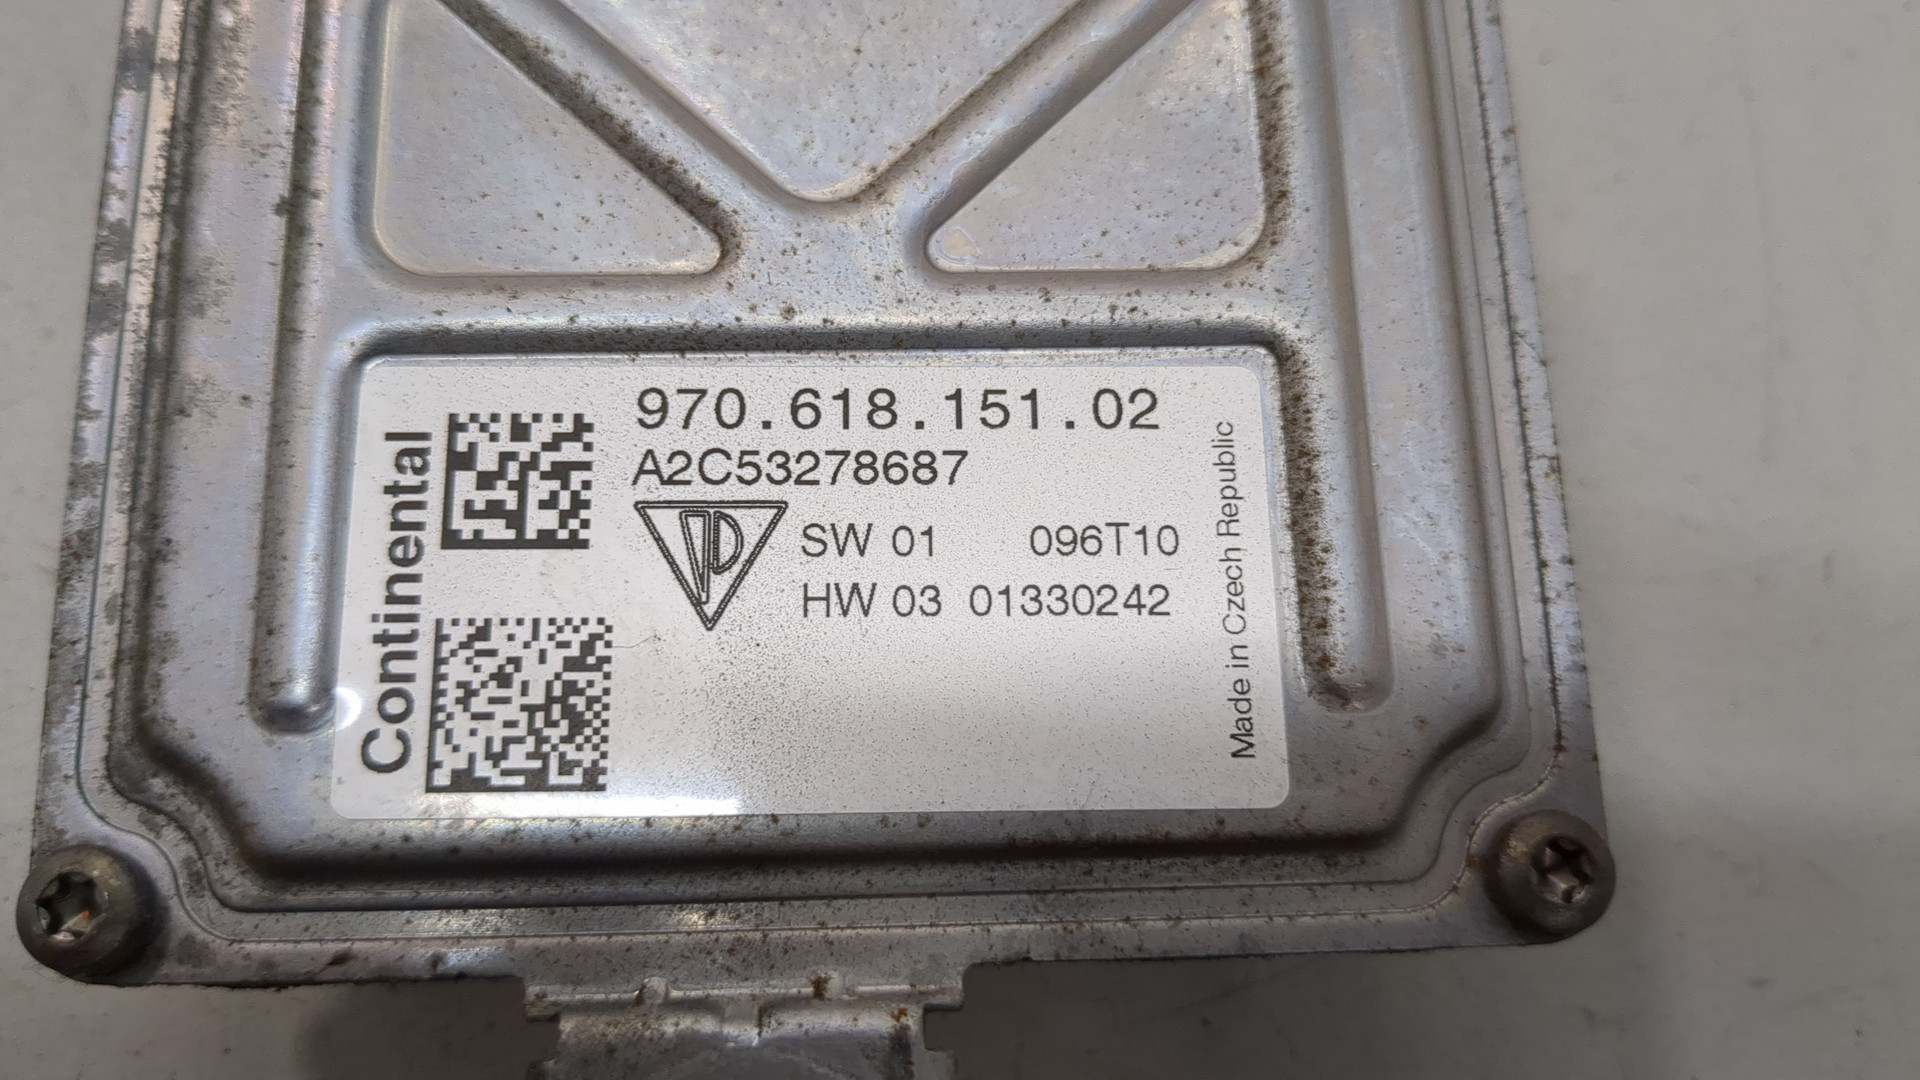 Continental
970.618.151.02
A2C53278687
SW 01 096T10
HW 03 01330242
Made in Czech Republic